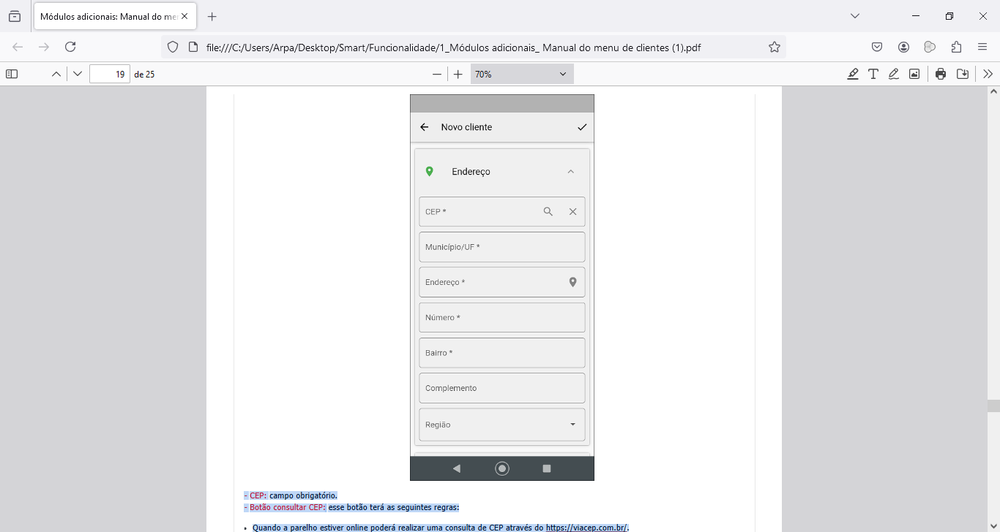 Módulos adicionais: Manual do me
file:///C:/Users/Arpa/Desktop/Smart/Funcionalidade/1_Módulos adicionais_ Manual do menu de clientes (1).pdf
19 de 25
70%
Novo cliente
Endereço
CEP *
Município/UF *
Endereço *
Número *
Bairro *
Complemento
Região
- CEP: campo obrigatório.
- Botão consultar CEP: esse botão terá as seguintes regras:
• Quando a parelho estiver online poderá realizar uma consulta de CEP através do https://viacep.com.br/.